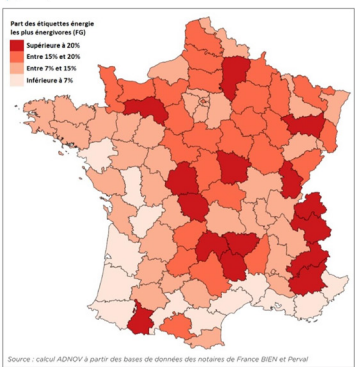 Part des étiquettes énergie
les plus énergivores (FG)
Supérieure à 20%
Entre 15% et 20%
Entre 7% et 15%
Inférieure à 7%
Source : calcul ADNOV à partir des bases de données des notaires de France BIEN et Perval